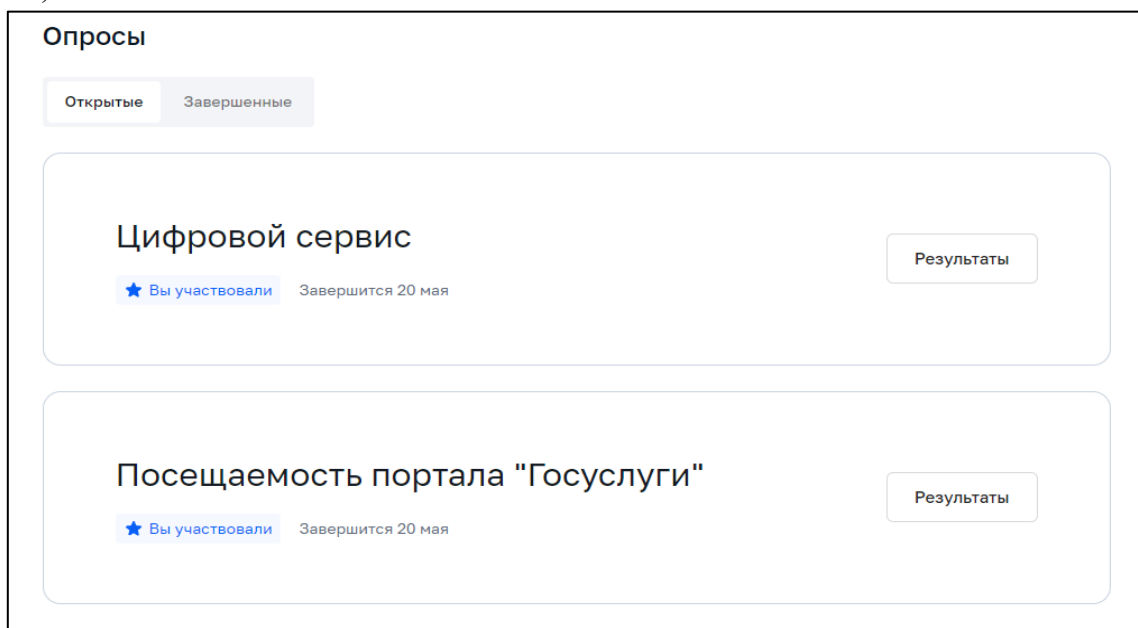 Опросы
Открытые Завершенные
Цифровой сервис
Результаты
Вы участвовали Завершится 20 мая
Посещаемость портала "Госуслуги"
Результаты
Вы участвовали Завершится 20 мая